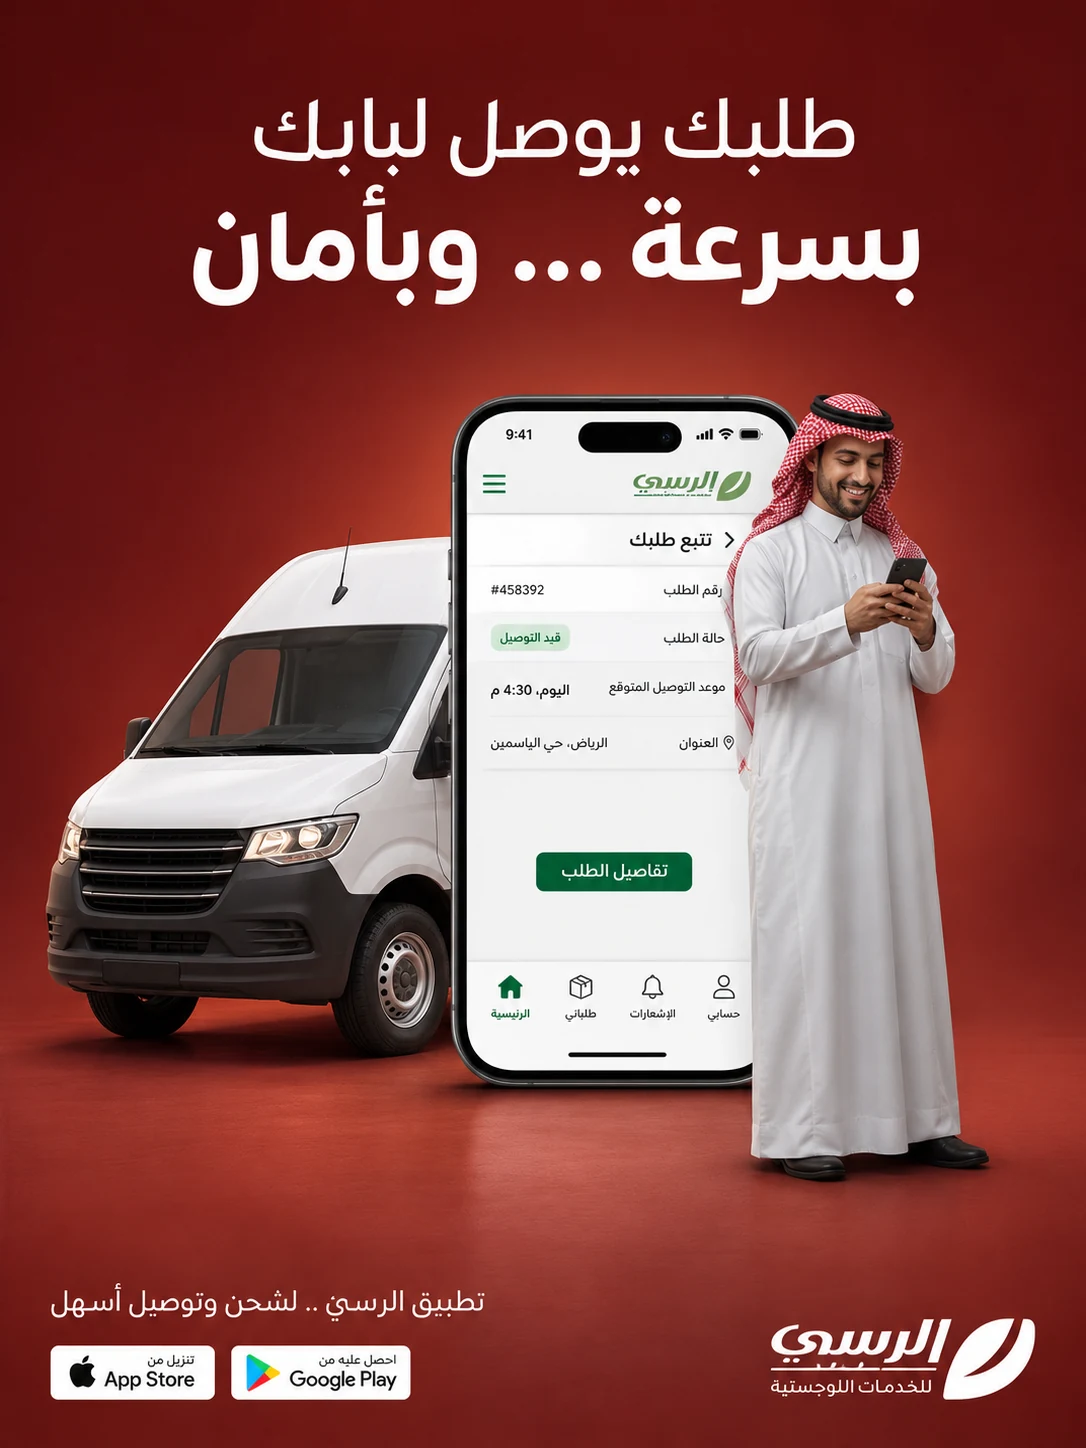 طلبك يوصل لبابك
بسرعة ... وبأمان
9:41
الرسي
تتبع طلبك
رقم الطلب #458392
حالة الطلب قيد التوصيل
موعد التوصيل المتوقع اليوم، 4:30 م
العنوان الرياض، حي الياسمين
تفاصيل الطلب
حسابي الإشعارات طلباتي الرئيسية
تطبيق الرسي .. لشحن وتوصيل أسهل
احصل عليه من
Google Play
تنزيل من
App Store
الرسي
للخدمات اللوجستية